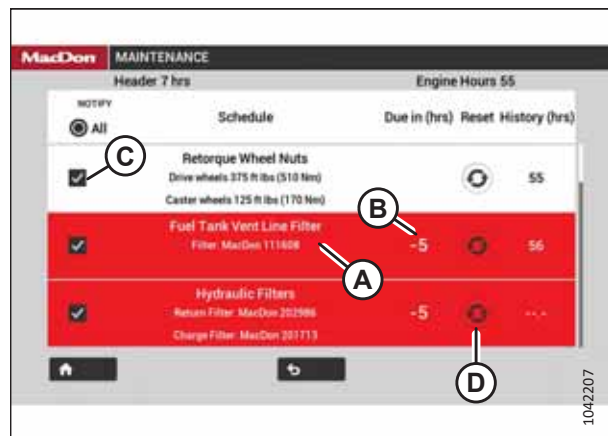 MacDon MAINTENANCE
Header 7 hrs Engine Hours 55
NOTIFY
All Schedule Due in (hrs) Reset History (hrs)
C
Retorque Wheel Nuts
Drive wheels 375 ft lbs (510 Nm) 55
Caster wheels 125 ft lbs (170 Nm)
B
Fuel Tank Vent Line Filter
Filter: MacDon 111608 -5 56
A
Hydraulic Filters
Return Filter: MacDon 202986 -5 --.-
Charge Filter: MacDon 201713
D
1042207